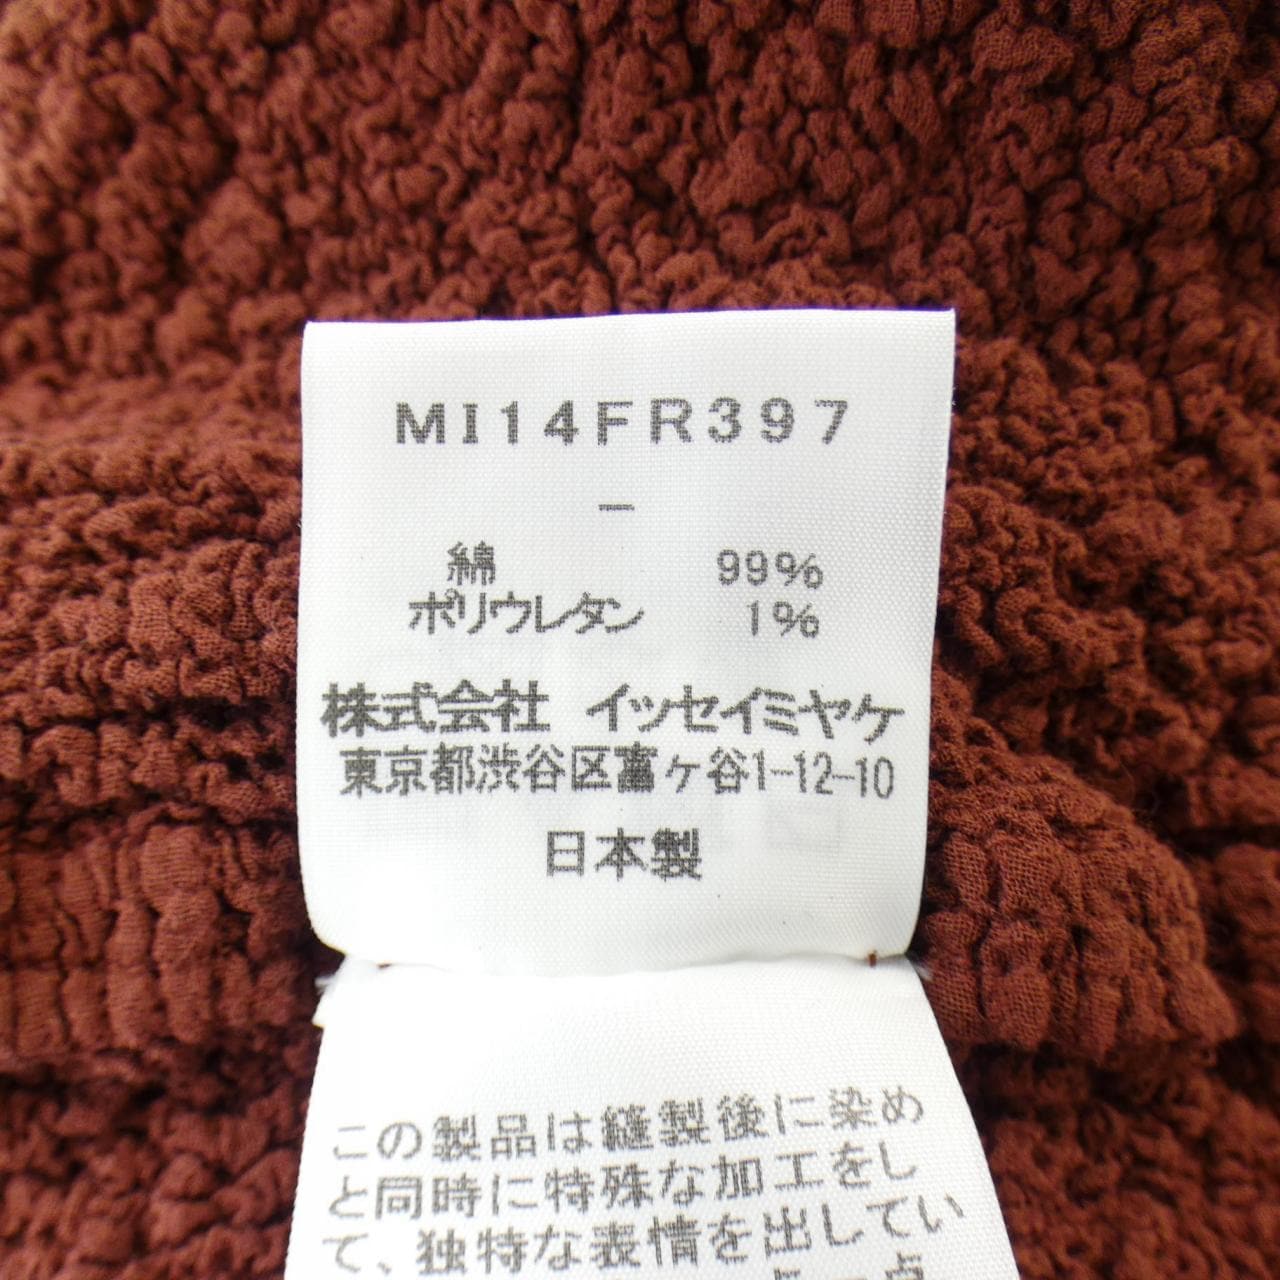 MI14FR397
—
綿 99%
ポリウレタン 1%
株式会社 イッセイミヤケ
東京都渋谷区富ヶ谷1-12-10
日本製
この製品は縫製後に染め
と同時に特殊な加工をし
て、独特な表情を出してい